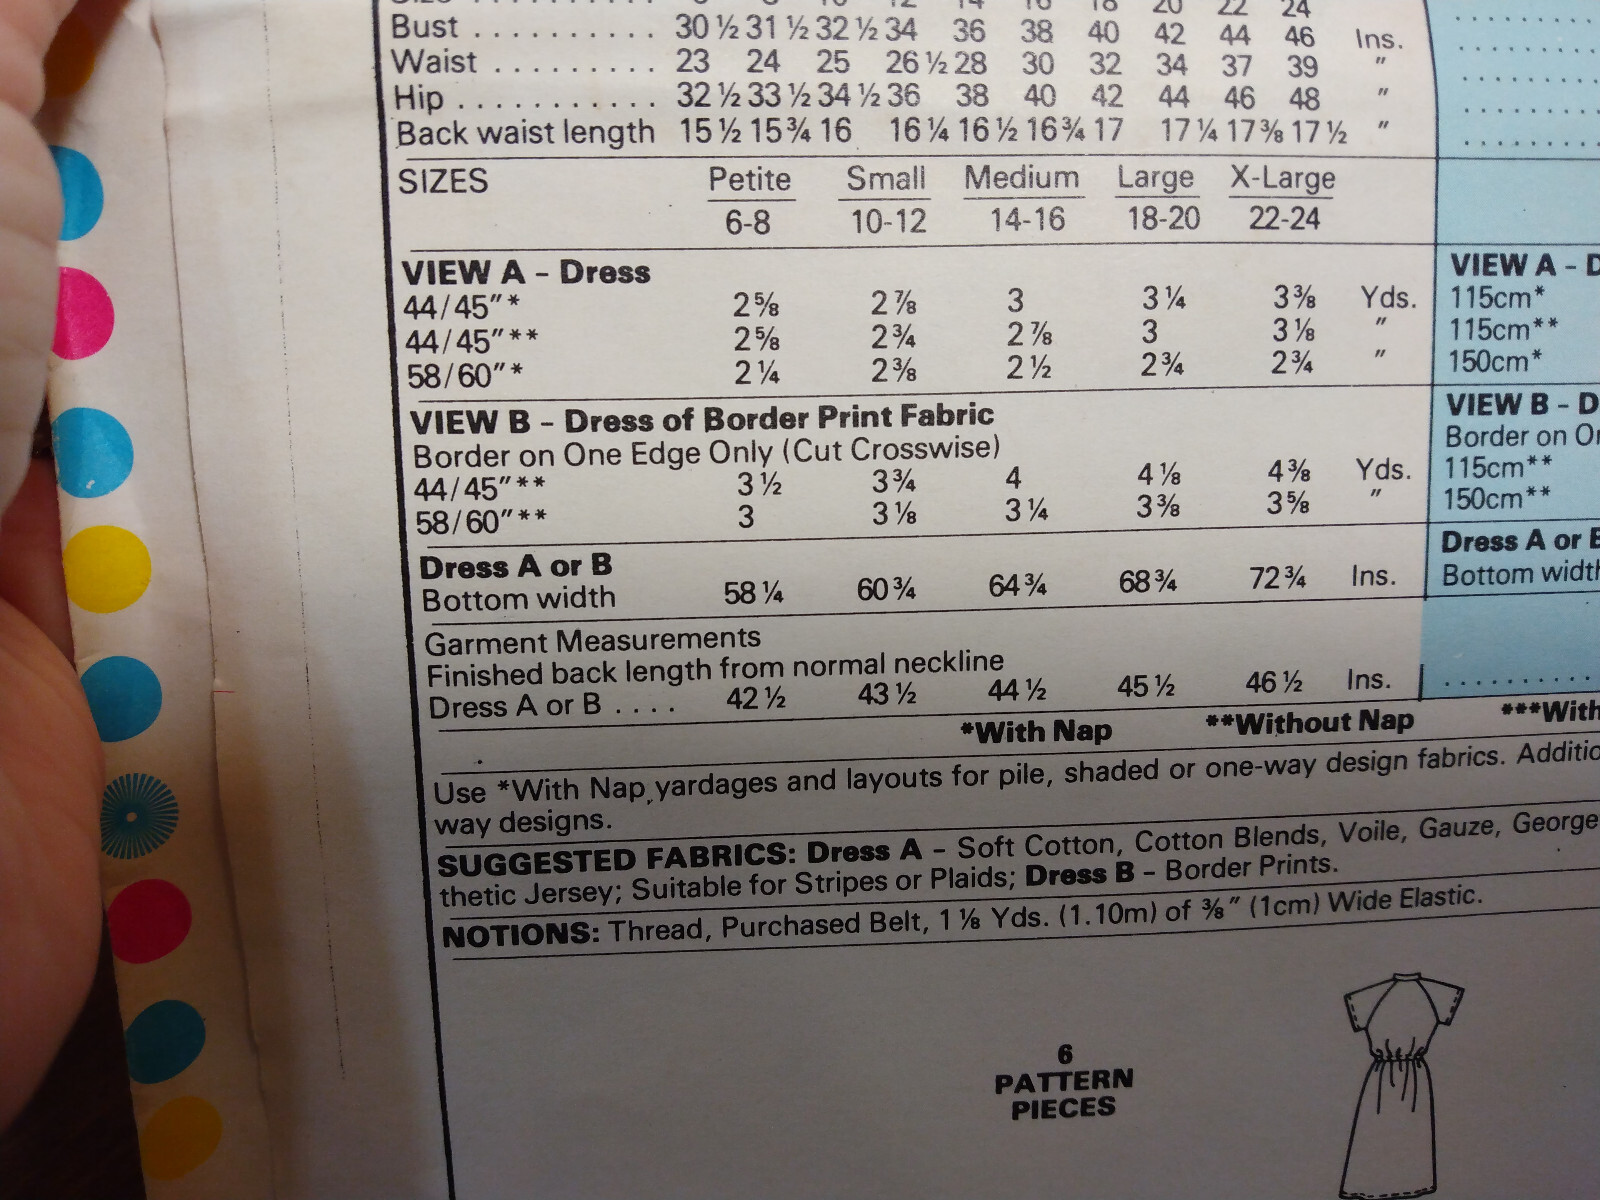 14 16 18 20 22 24
Bust .......... 30 ½ 31 ½ 32 ½ 34 36 38 40 42 44 46 Ins.
Waist ......... 23 24 25 26 ½ 28 30 32 34 37 39 "
Hip ........... 32 ½ 33 ½ 34 ½ 36 38 40 42 44 46 48 "
Back waist length 15 ½ 15 ¾ 16 16 ¼ 16 ½ 16 ¾ 17 17 ¼ 17 ⅜ 17 ½ "
SIZES Petite Small Medium Large X-Large
6-8 10-12 14-16 18-20 22-24
VIEW A - Dress
44/45"* 2 ⅝ 2 ⅞ 3 3 ¼ 3 ⅜ Yds.
44/45"** 2 ⅝ 2 ¾ 2 ⅞ 3 3 ⅛ "
58/60"* 2 ¼ 2 ⅜ 2 ½ 2 ¾ 2 ¾ "
VIEW B - Dress of Border Print Fabric
Border on One Edge Only (Cut Crosswise)
44/45"** 3 ½ 3 ¾ 4 4 ⅛ 4 ⅜ Yds.
58/60"** 3 3 ⅛ 3 ¼ 3 ⅜ 3 ⅝ "
Dress A or B
Bottom width 58 ¼ 60 ¾ 64 ¾ 68 ¾ 72 ¾ Ins.
Garment Measurements
Finished back length from normal neckline
Dress A or B .... 42 ½ 43 ½ 44 ½ 45 ½ 46 ½ Ins.
*With Nap **Without Nap ***With
Use *With Nap yardages and layouts for pile, shaded or one-way design fabrics. Additio
way designs.
SUGGESTED FABRICS: Dress A - Soft Cotton, Cotton Blends, Voile, Gauze, George
thetic Jersey; Suitable for Stripes or Plaids; Dress B - Border Prints.
NOTIONS: Thread, Purchased Belt, 1 ⅛ Yds. (1.10m) of ⅜" (1cm) Wide Elastic.
6
PATTERN
PIECES
VIEW A - D
115cm*
115cm**
150cm*
VIEW B - D
Border on Or
115cm**
150cm**
Dress A or B
Bottom width